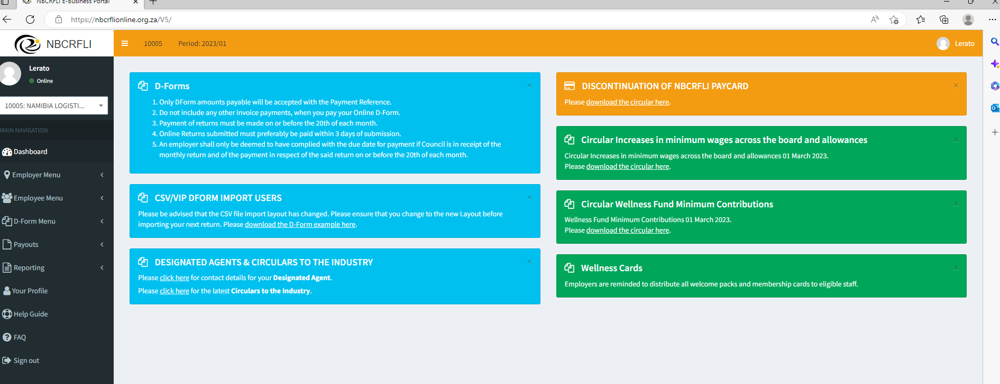 NBCRFLI E-Business Portal
https://nbcrflionline.org.za/V5/
NBCRFLI
10005
Period: 2023/01
Lerato
Lerato
Online
10005: NAMIBIA LOGISTI...
MAIN NAVIGATION
Dashboard
Employer Menu
Employee Menu
D-Form Menu
Payouts
Reporting
Your Profile
Help Guide
FAQ
Sign out
D-Forms
1. Only DForm amounts payable will be accepted with the Payment Reference.
2. Do not include any other invoice payments, when you pay your Online D-Form.
3. Payment of returns must be made on or before the 20th of each month.
4. Online Returns submitted must preferably be paid within 3 days of submission.
5. An employer shall only be deemed to have complied with the due date for payment if Council is in receipt of the
monthly return and of the payment in respect of the said return on or before the 20th of each month.
CSV/VIP DFORM IMPORT USERS
Please be advised that the CSV file import layout has changed. Please ensure that you change to the new Layout before
importing your next return. Please download the D-Form example here.
DESIGNATED AGENTS & CIRCULARS TO THE INDUSTRY
Please click here for contact details for your Designated Agent.
Please click here for the latest Circulars to the Industry.
DISCONTINUATION OF NBCRFLI PAYCARD
Please download the circular here.
Circular Increases in minimum wages across the board and allowances
Circular Increases in minimum wages across the board and allowances 01 March 2023.
Please download the circular here.
Circular Wellness Fund Minimum Contributions
Wellness Fund Minimum Contributions 01 March 2023.
Please download the circular here.
Wellness Cards
Employers are reminded to distribute all welcome packs and membership cards to eligible staff.